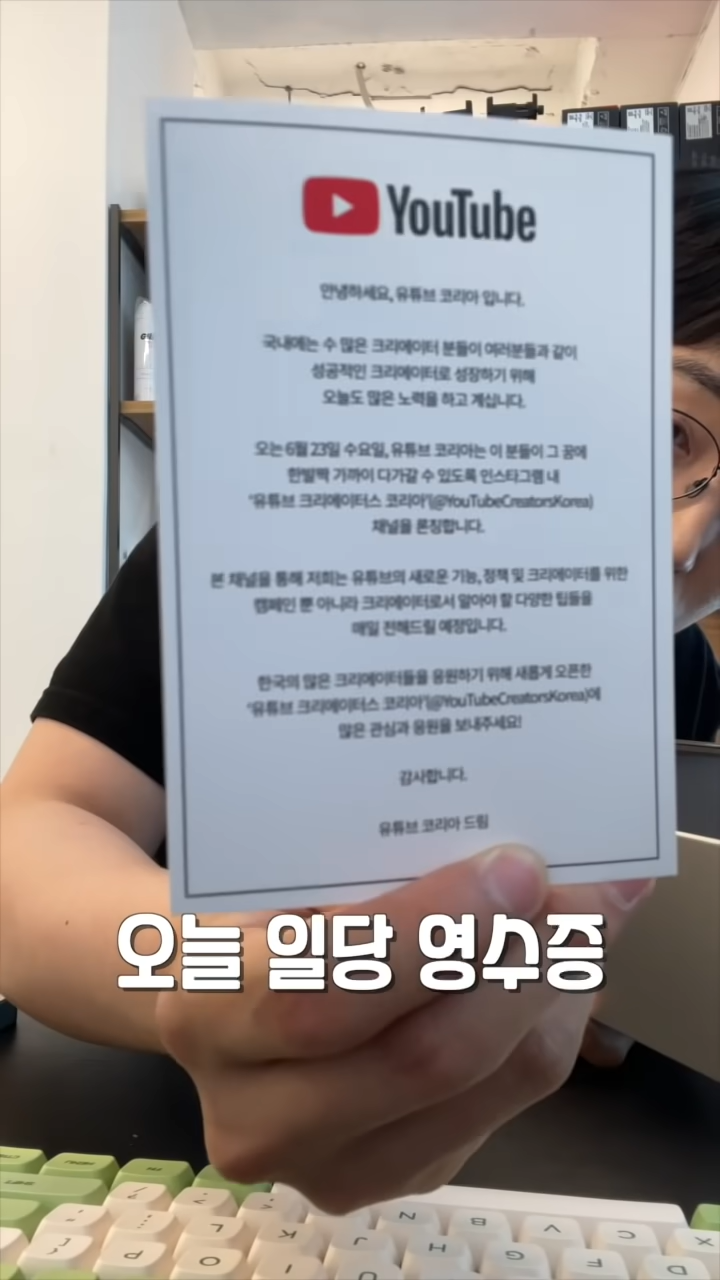 YouTube
안녕하세요, 유튜브 코리아 입니다.
국내에는 수 많은 크리에이터 분들이 여러분들과 같이
성공적인 크리에이터로 성장하기 위해
오늘도 많은 노력을 하고 계십니다.
오는 6월 23일 수요일, 유튜브 코리아는 이 분들이 그 꿈에
한발짝 가까이 다가갈 수 있도록 인스타그램 내
'유튜브 크리에이터스 코리아'(@YouTubeCreatorsKorea)
채널을 론칭합니다.
본 채널을 통해 저희는 유튜브의 새로운 기능, 정책 및 크리에이터를 위한
캠페인 뿐 아니라 크리에이터로서 알아야 할 다양한 팁들을
매일 전해드릴 예정입니다.
한국의 많은 크리에이터들을 응원하기 위해 새롭게 오픈한
'유튜브 크리에이터스 코리아'(@YouTubeCreatorsKorea)에
많은 관심과 응원을 보내주세요!
감사합니다.
유튜브 코리아 드림
오늘 일당 영수증
MENU
SHIFT
? /
L
K
J
N
H
B
G
V
F
C
D
X
P
O
I